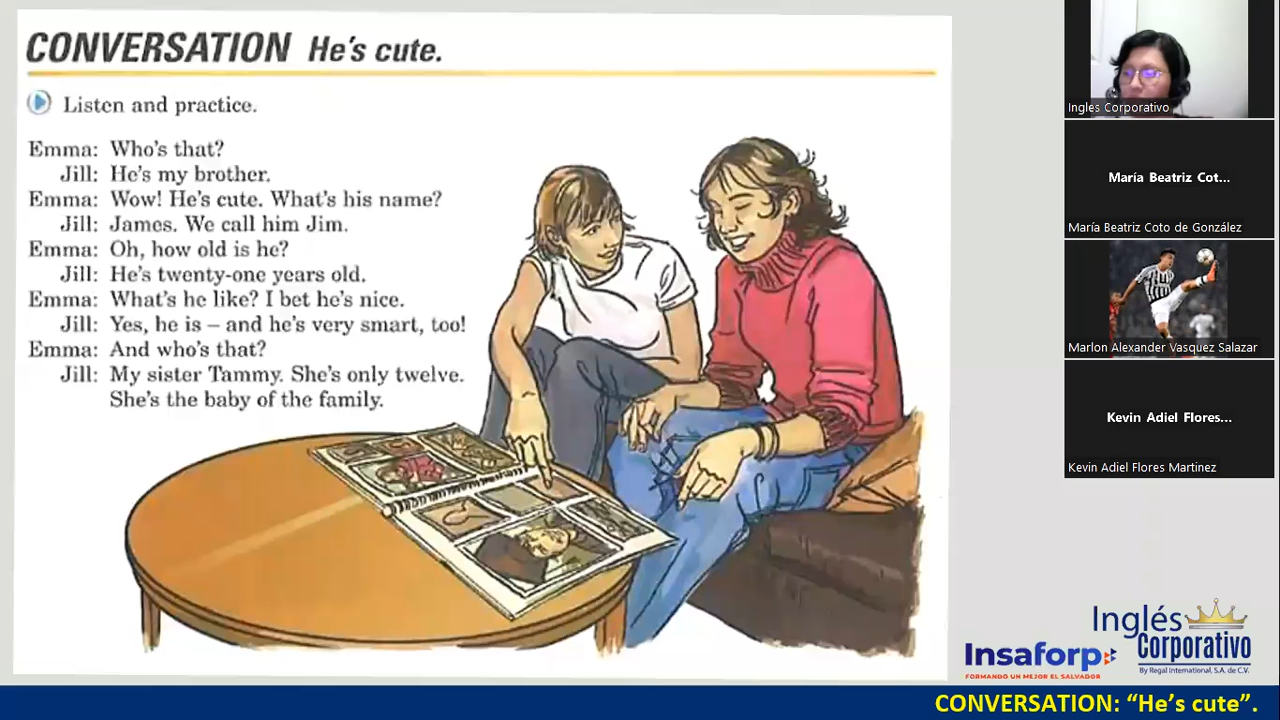 CONVERSATION He's cute.
Listen and practice.
Emma: Who's that?
Jill: He's my brother.
Emma: Wow! He's cute. What's his name?
Jill: James. We call him Jim.
Emma: Oh, how old is he?
Jill: He's twenty-one years old.
Emma: What's he like? I bet he's nice.
Jill: Yes, he is – and he's very smart, too!
Emma: And who's that?
Jill: My sister Tammy. She's only twelve.
She's the baby of the family.
Ingles Corporativo
María Beatriz Cot...
María Beatriz Coto de González
Marlon Alexander Vasquez Salazar
Kevin Adiel Flores...
Kevin Adiel Flores Martinez
Insaforp
FORMANDO UN MEJOR EL SALVADOR
Inglés
Corporativo
By Regal International, S.A. de C.V.
CONVERSATION: “He’s cute”.